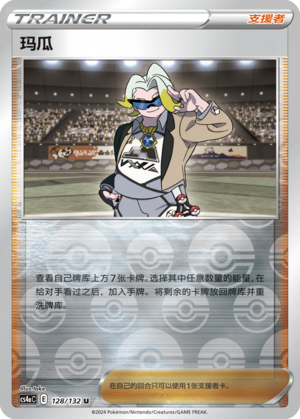 TRAINER
支援者
玛瓜
查看自己牌库上方7张卡牌,选择其中任意数量的能量,在
给对手看过之后,加入手牌。将剩余的卡牌放回牌库并重
洗牌库。
CS4aC E 128/132 U
在自己的回合只可以使用1张支援者卡。
©2024 Pokémon/Nintendo/Creatures/GAME FREAK.